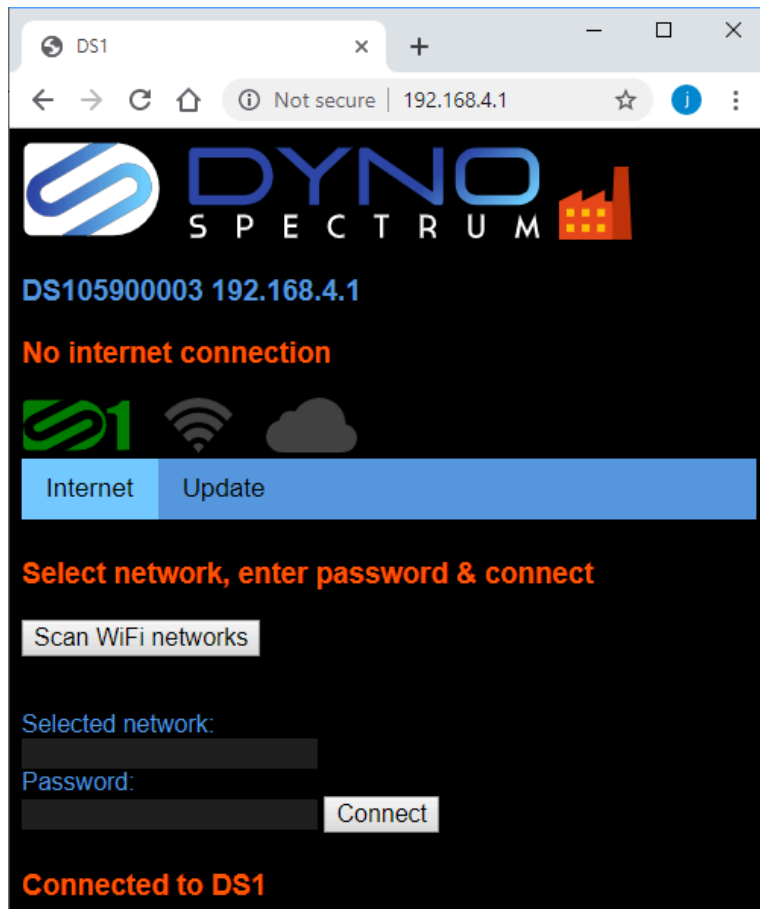 DS1
Not secure | 192.168.4.1
j
DYNO
SPECTRUM
DS105900003 192.168.4.1
No internet connection
S1
Internet Update
Select network, enter password & connect
Scan WiFi networks
Selected network:
Password:
Connect
Connected to DS1